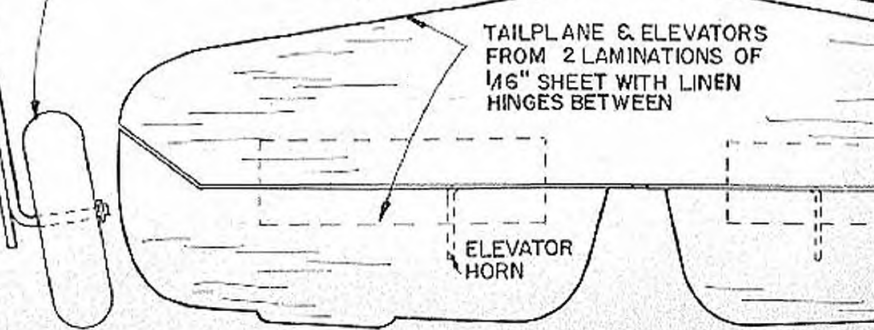 TAILPLANE & ELEVATORS
FROM 2 LAMINATIONS OF
1/16" SHEET WITH LINEN
HINGES BETWEEN
ELEVATOR
HORN